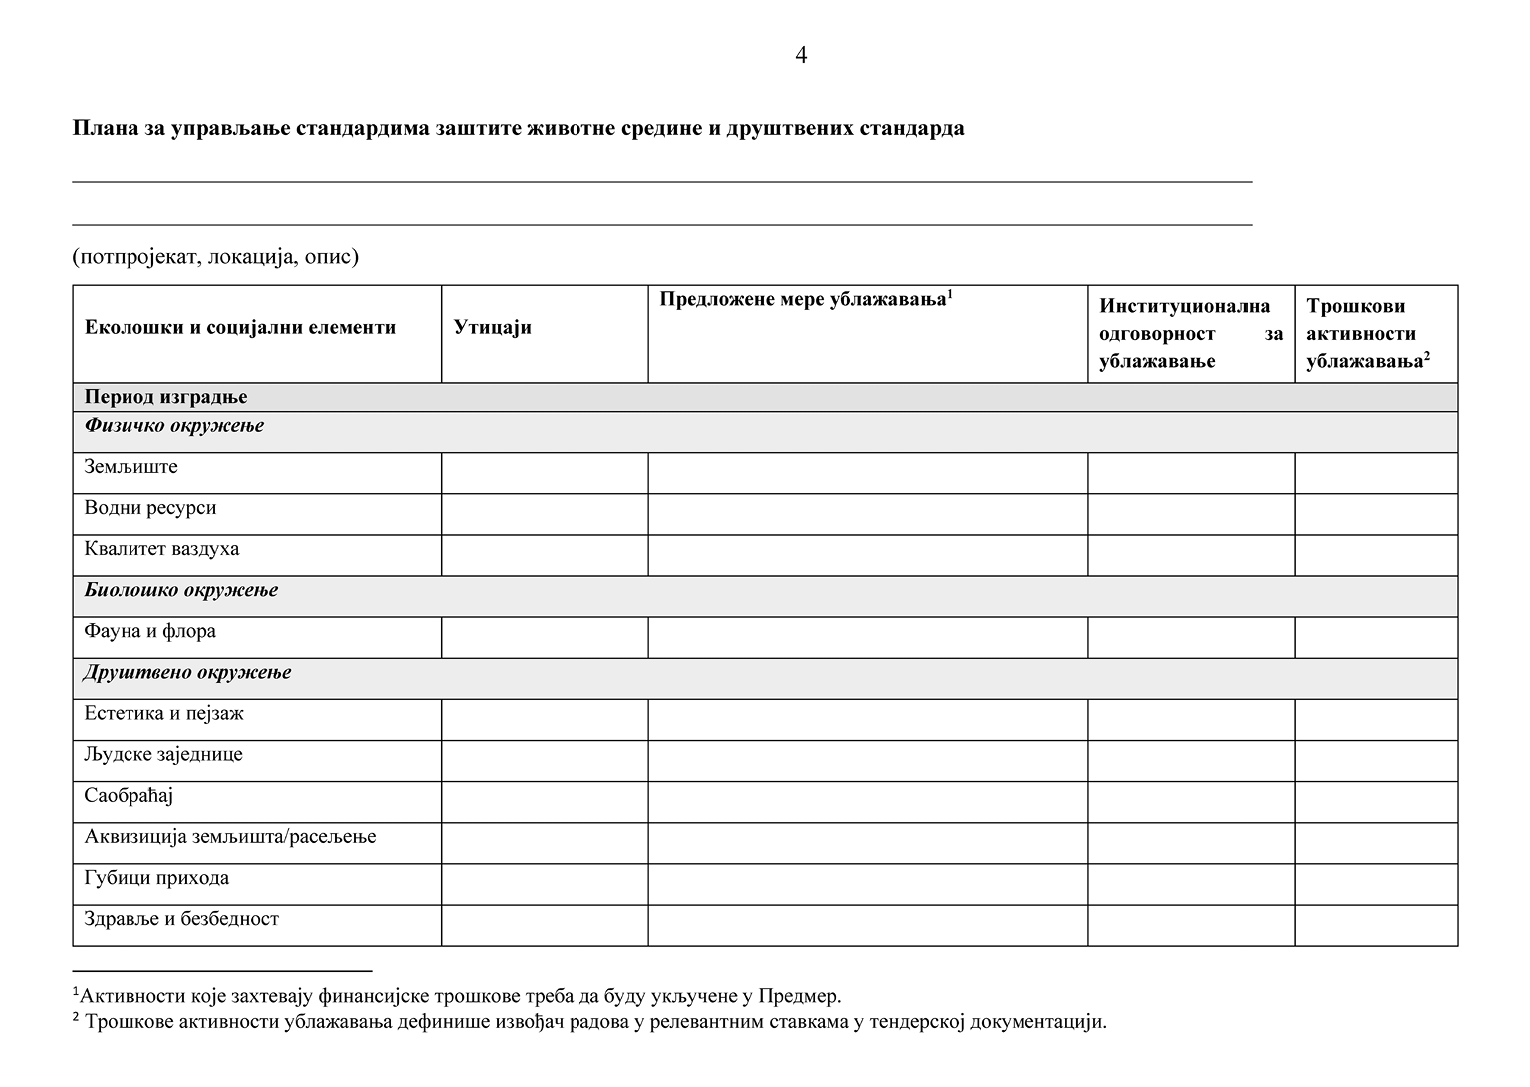 4
Плана за управљање стандардима заштите животне средине и друштвених стандарда
(потпројекат, локација, опис)
Еколошки и социјални елементи
Утицаји
Предложене мере ублажавања¹
Институционална
одговорност за
ублажавање
Трошкови
активности
ублажавања²
Период изградње
Физичко окружење
Земљиште
Водни ресурси
Квалитет ваздуха
Биолошко окружење
Фауна и флора
Друштвено окружење
Естетика и пејзаж
Људске заједнице
Саобраћај
Аквизиција земљишта/расељење
Губици прихода
Здравље и безбедност
¹Активности које захтевају финансијске трошкове треба да буду укључене у Предмер.
² Трошкове активности ублажавања дефинише извођач радова у релевантним ставкама у тендерској документацији.